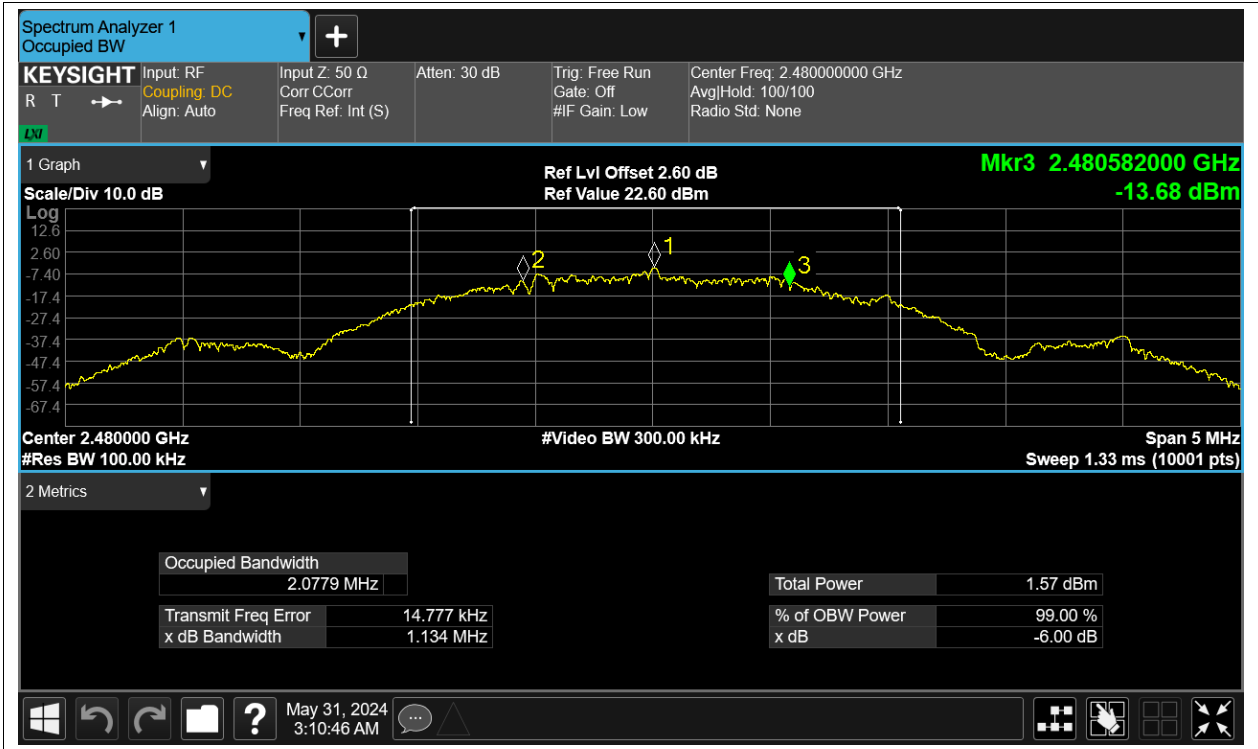 Spectrum Analyzer 1
Occupied BW
KEYSIGHT
R T
LXI
Input: RF
Coupling: DC
Align: Auto
Input Z: 50 Ω
Corr CCorr
Freq Ref: Int (S)
Atten: 30 dB
Trig: Free Run
Gate: Off
#IF Gain: Low
Center Freq: 2.480000000 GHz
Avg|Hold: 100/100
Radio Std: None
1 Graph
Scale/Div 10.0 dB
Ref Lvl Offset 2.60 dB
Ref Value 22.60 dBm
Mkr3 2.480582000 GHz
-13.68 dBm
Log
12.6
2.60
-7.40
-17.4
-27.4
-37.4
-47.4
-57.4
-67.4
2
1
3
Center 2.480000 GHz
#Res BW 100.00 kHz
#Video BW 300.00 kHz
Span 5 MHz
Sweep 1.33 ms (10001 pts)
2 Metrics
Occupied Bandwidth
2.0779 MHz
Transmit Freq Error 14.777 kHz
x dB Bandwidth 1.134 MHz
Total Power 1.57 dBm
% of OBW Power 99.00 %
x dB -6.00 dB
?
May 31, 2024
3:10:46 AM